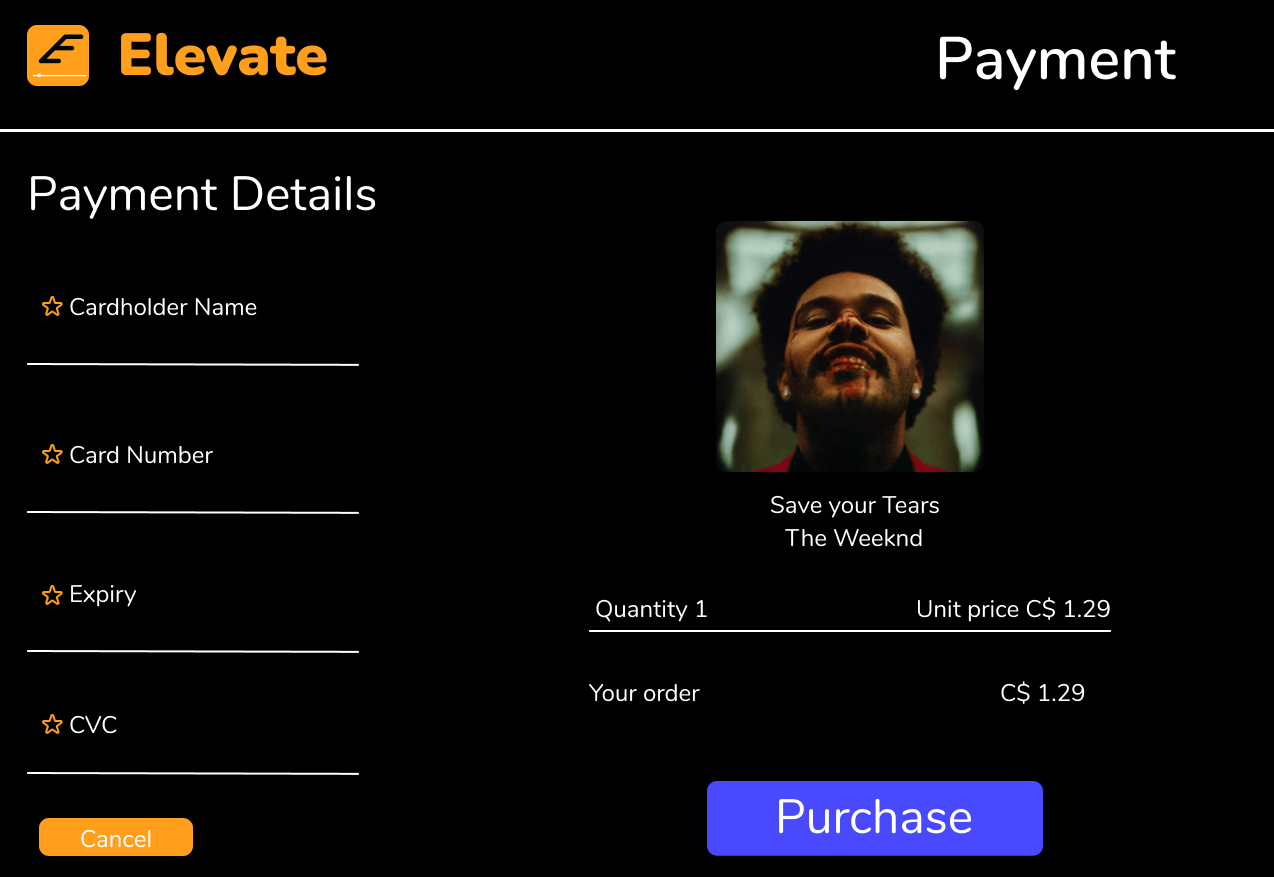 Elevate
Payment
Payment Details
Cardholder Name
Card Number
Expiry
CVC
Cancel
Save your Tears
The Weeknd
Quantity 1
Unit price C$ 1.29
Your order
C$ 1.29
Purchase